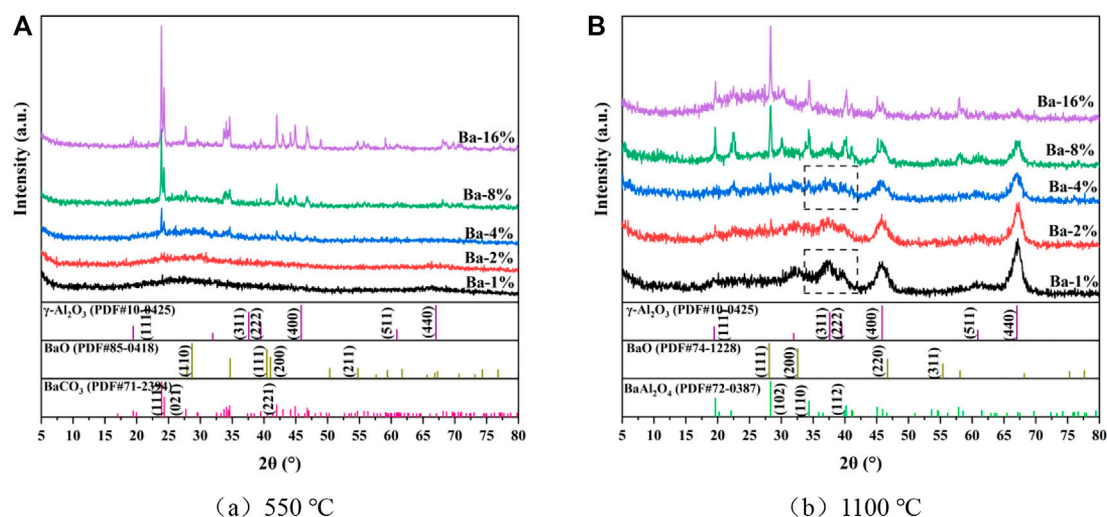 A
Intensity (a.u.)
Ba-16%
Ba-8%
Ba-4%
Ba-2%
Ba-1%
γ-Al₂O₃ (PDF#10-0425)
(111) (311) (222) (400) (511) (440)
BaO (PDF#85-0418)
(110) (111) (200) (211)
BaCO₃ (PDF#71-2394)
(111) (021) (221)
5 10 15 20 25 30 35 40 45 50 55 60 65 70 75 80
2θ (°)
（a）550 ℃
B
Intensity (a.u.)
Ba-16%
Ba-8%
Ba-4%
Ba-2%
Ba-1%
γ-Al₂O₃ (PDF#10-0425)
(111) (311) (222) (400) (511) (440)
BaO (PDF#74-1228)
(111) (200) (220) (311)
BaAl₂O₄ (PDF#72-0387)
(102) (110) (112)
5 10 15 20 25 30 35 40 45 50 55 60 65 70 75 80
2θ (°)
（b）1100 ℃